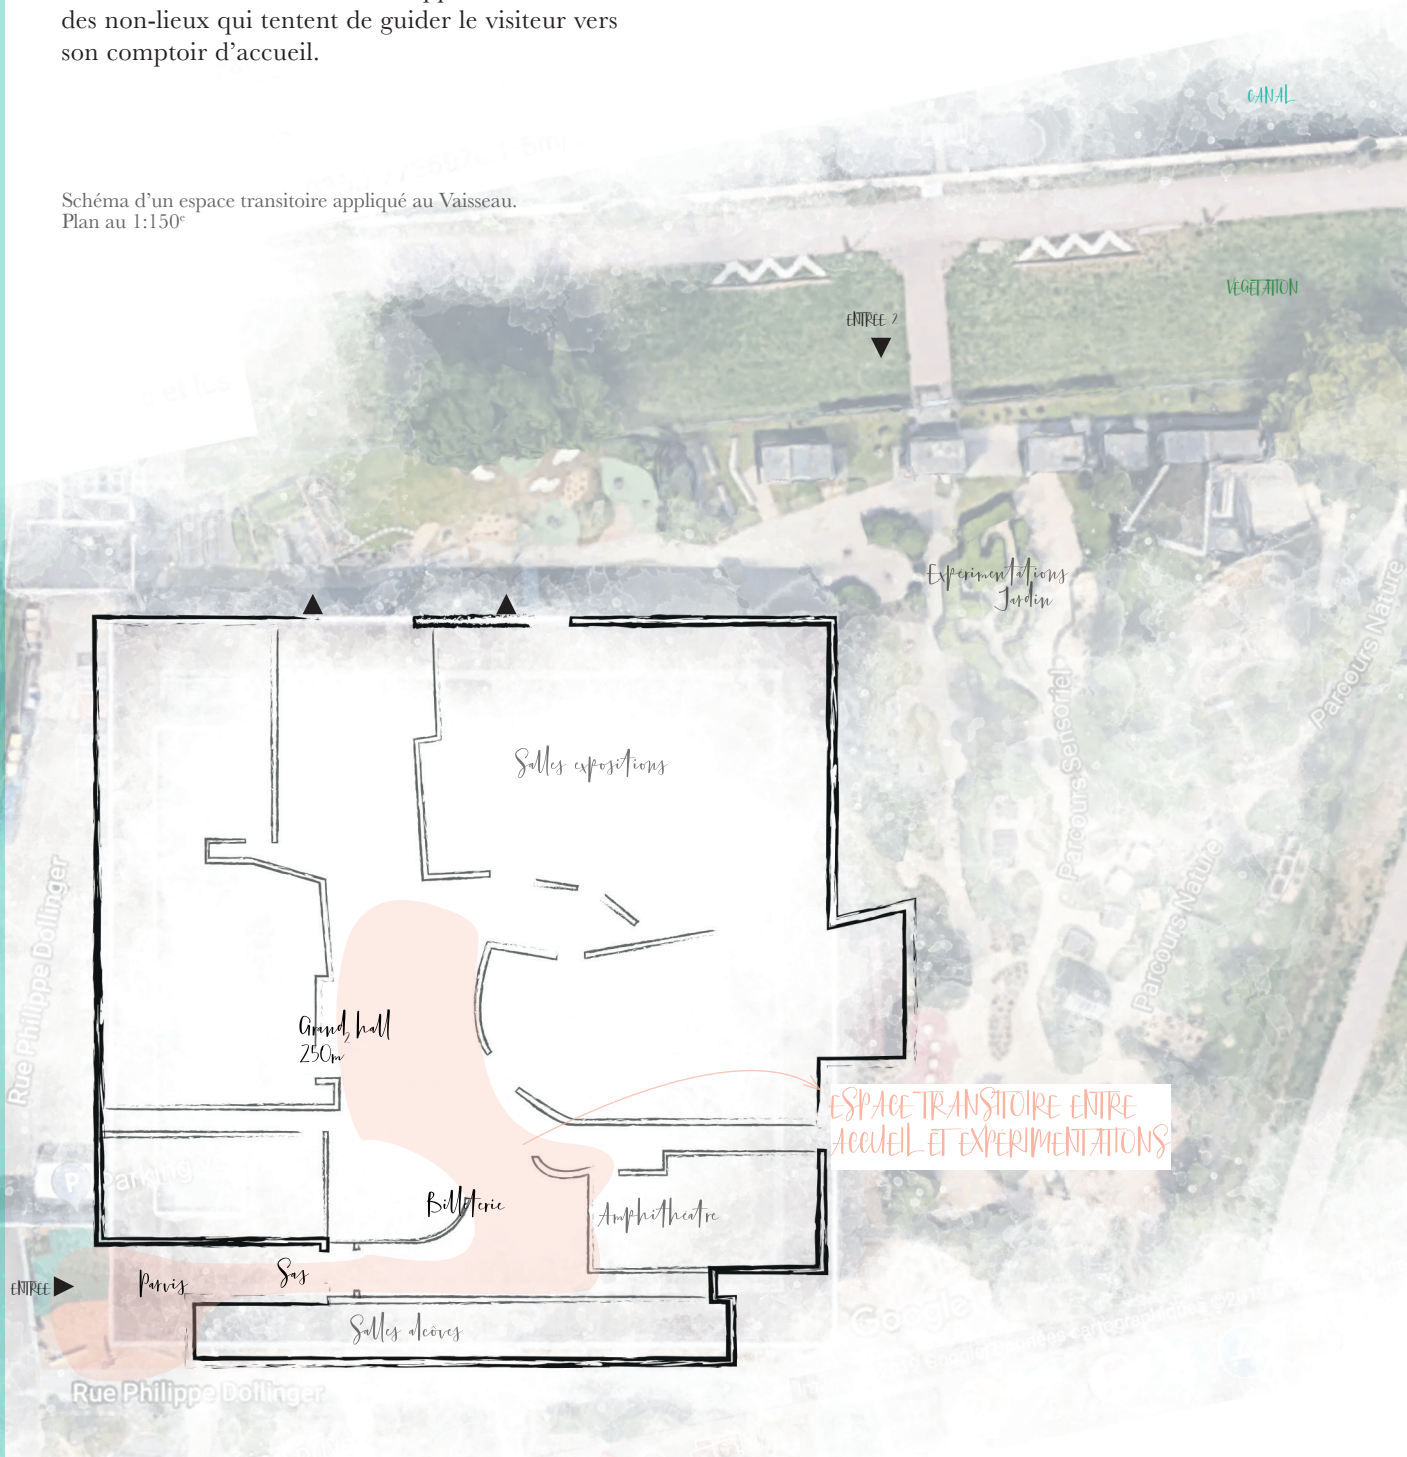 des non-lieux qui tentent de guider le visiteur vers
son comptoir d’accueil.
Schéma d’un espace transitoire appliqué au Vaisseau.
Plan au 1:150e
CANAL
VEGETATION
ENTREE 2
Experimentations
Jardin
Parcours Nature
Parcours Sensoriel
Salles expositions
Parcours Nature
Rue Philippe Dollinger
Grand hall
250m2
ESPACE TRANSITOIRE ENTRE
ACCUEIL ET EXPERIMENTATIONS
P Parking
Billeterie
Amphitheatre
ENTREE
Parvis
Sas
Salles alcôves
Google
Rue Philippe Dollinger